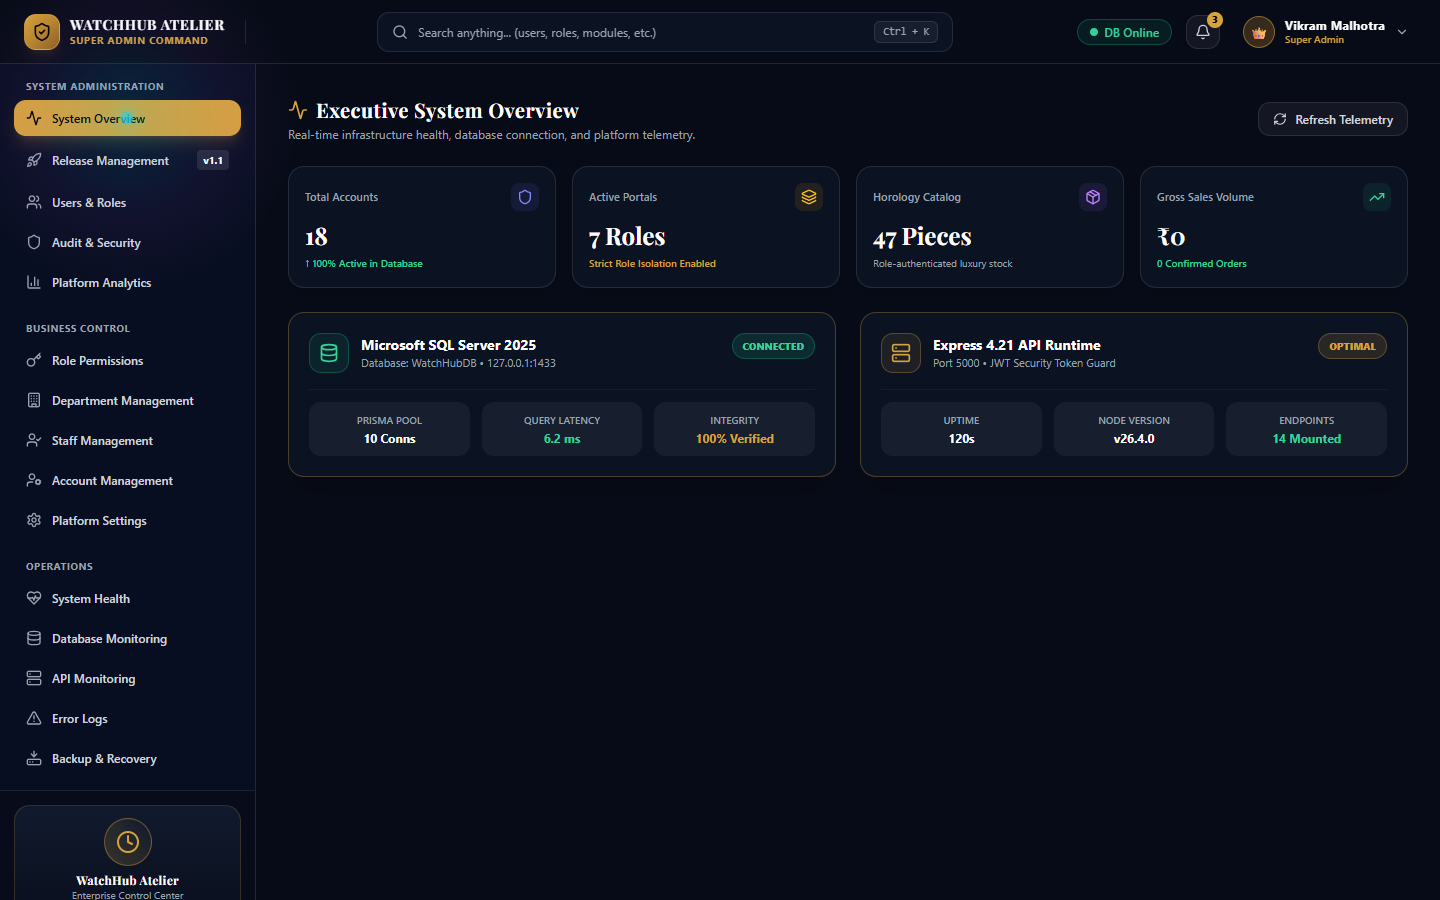 WATCHHUB ATELIER
SUPER ADMIN COMMAND
Search anything... (users, roles, modules, etc.)
Ctrl + K
DB Online
3
Vikram Malhotra
Super Admin
SYSTEM ADMINISTRATION
System Overview
Release Management
v1.1
Users & Roles
Audit & Security
Platform Analytics
BUSINESS CONTROL
Role Permissions
Department Management
Staff Management
Account Management
Platform Settings
OPERATIONS
System Health
Database Monitoring
API Monitoring
Error Logs
Backup & Recovery
WatchHub Atelier
Enterprise Control Center
Executive System Overview
Real-time infrastructure health, database connection, and platform telemetry.
Refresh Telemetry
Total Accounts
18
↑ 100% Active in Database
Active Portals
7 Roles
Strict Role Isolation Enabled
Horology Catalog
47 Pieces
Role-authenticated luxury stock
Gross Sales Volume
₹0
0 Confirmed Orders
Microsoft SQL Server 2025
Database: WatchHubDB • 127.0.0.1:1433
CONNECTED
PRISMA POOL
10 Conns
QUERY LATENCY
6.2 ms
INTEGRITY
100% Verified
Express 4.21 API Runtime
Port 5000 • JWT Security Token Guard
OPTIMAL
UPTIME
120s
NODE VERSION
v26.4.0
ENDPOINTS
14 Mounted